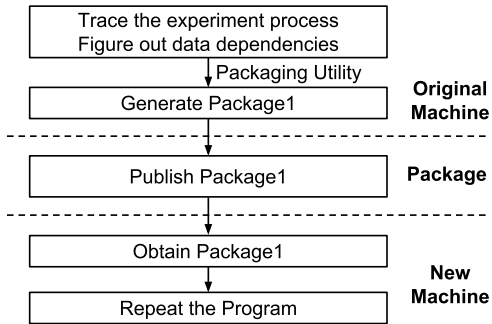 Trace the experiment process
Figure out data dependencies
Packaging Utility
Generate Package1
Original
Machine
Publish Package1
Package
Obtain Package1
New
Machine
Repeat the Program